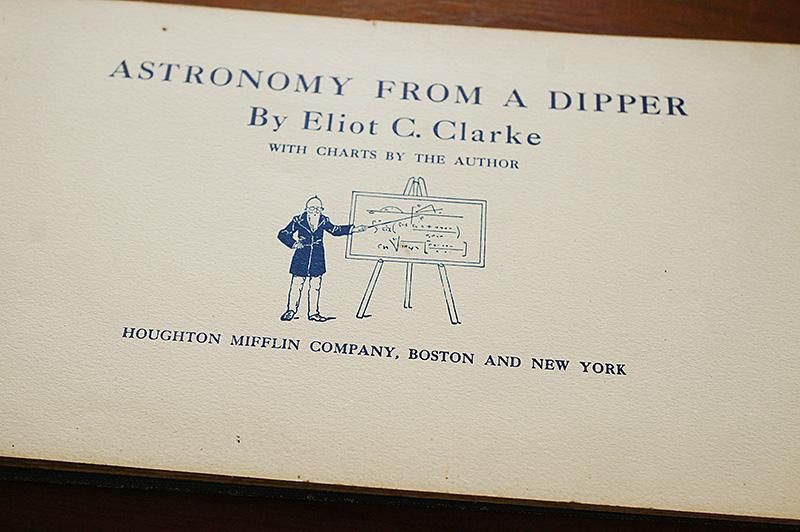 ASTRONOMY FROM A DIPPER
By Eliot C. Clarke
WITH CHARTS BY THE AUTHOR
HOUGHTON MIFFLIN COMPANY, BOSTON AND NEW YORK